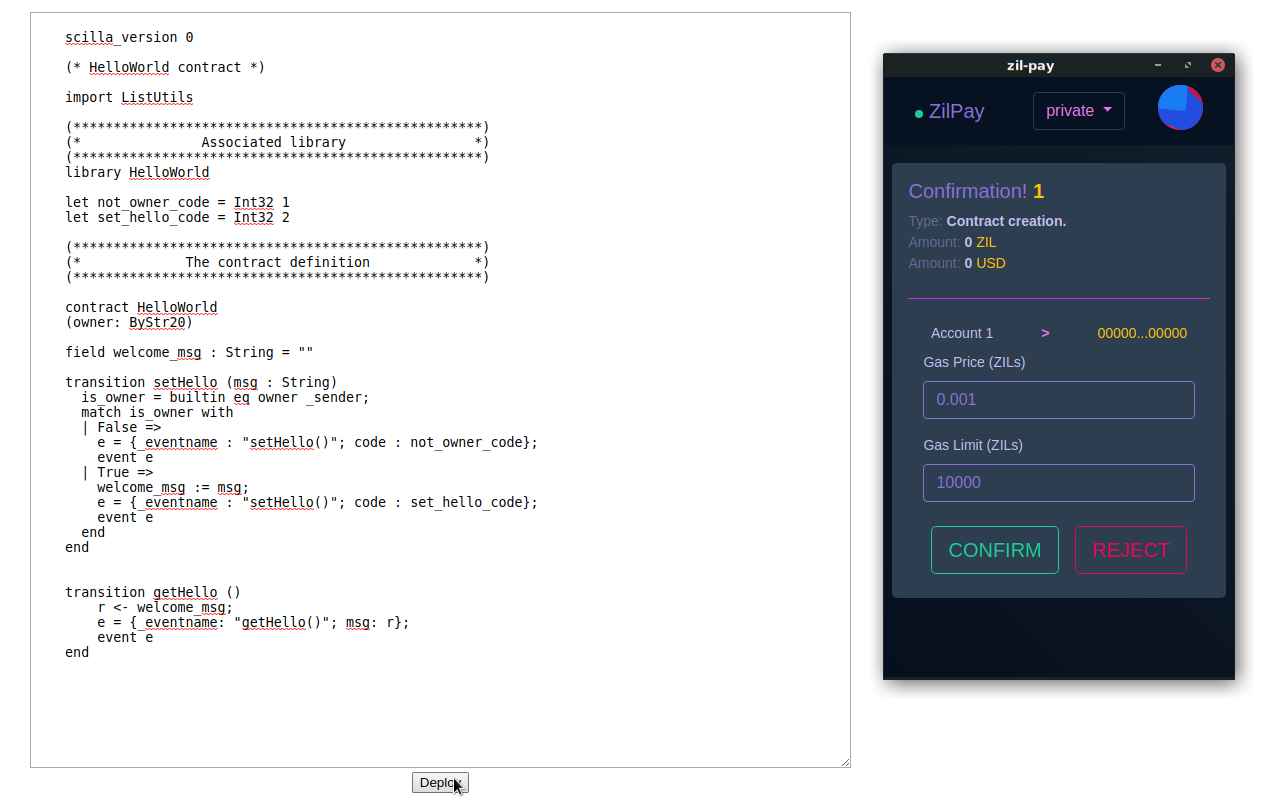 scilla_version 0
(* HelloWorld contract *)
import ListUtils
(***************************************************)
(*               Associated library                *)
(***************************************************)
library HelloWorld
let not_owner_code = Int32 1
let set_hello_code = Int32 2
(***************************************************)
(*             The contract definition             *)
(***************************************************)
contract HelloWorld
(owner: ByStr20)
field welcome_msg : String = ""
transition setHello (msg : String)
  is_owner = builtin eq owner _sender;
  match is_owner with
  | False =>
    e = {_eventname : "setHello()"; code : not_owner_code};
    event e
  | True =>
    welcome_msg := msg;
    e = {_eventname : "setHello()"; code : set_hello_code};
    event e
  end
end
transition getHello ()
    r <- welcome_msg;
    e = {_eventname: "getHello()"; msg: r};
    event e
end
Deploy
zil-pay
ZilPay
private
Confirmation! 1
Type: Contract creation.
Amount: 0 ZIL
Amount: 0 USD
Account 1 > 00000...00000
Gas Price (ZILs)
0.001
Gas Limit (ZILs)
10000
CONFIRM REJECT